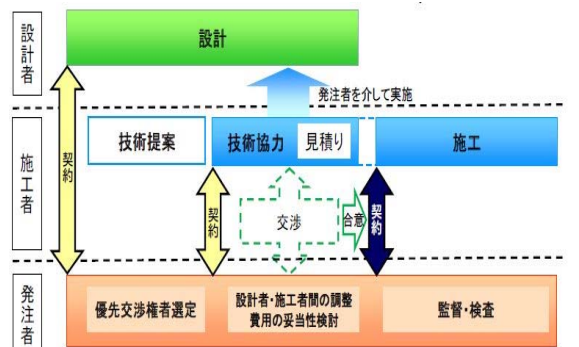 設計者
設計
発注者を介して実施
施工者
技術提案
技術協力
見積り
施工
契約
契約
交渉
合意
契約
発注者
優先交渉権者選定
設計者・施工者間の調整
費用の妥当性検討
監督・検査